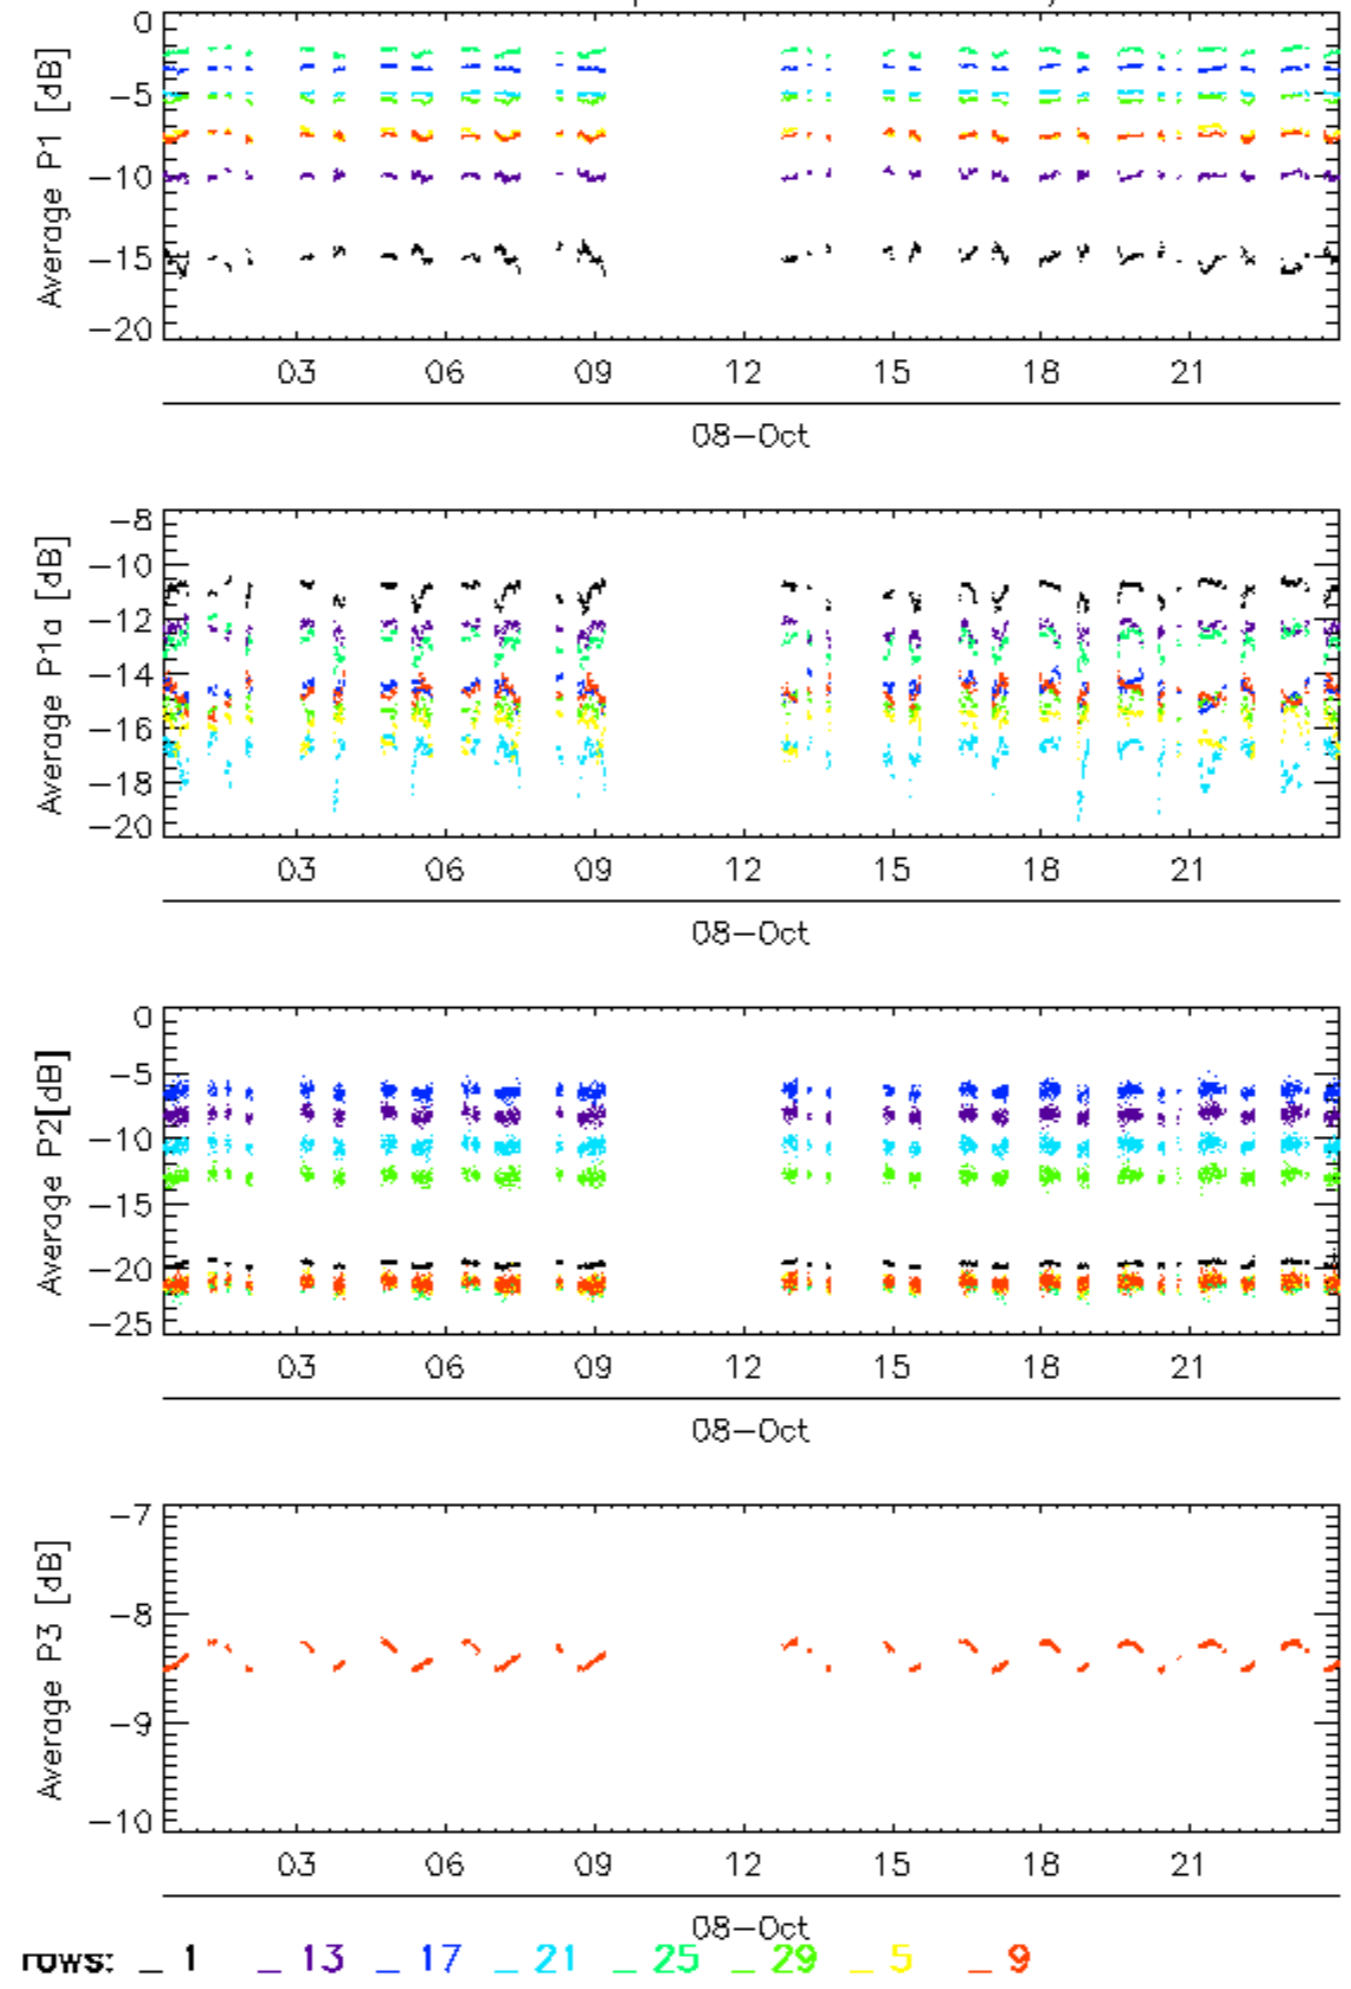 0
−5
−10
−15
−20
Average P1 [dB]
03 06 09 12 15 18 21
08−Oct
−8
−10
−12
−14
−16
−18
−20
Average P1a [dB]
03 06 09 12 15 18 21
08−Oct
0
−5
−10
−15
−20
−25
Average P2[dB]
03 06 09 12 15 18 21
08−Oct
−7
−8
−9
−10
Average P3 [dB]
03 06 09 12 15 18 21
08−Oct
rows: _ 1 _ 13 _ 17 _ 21 _ 25 _ 29 _ 5 _ 9